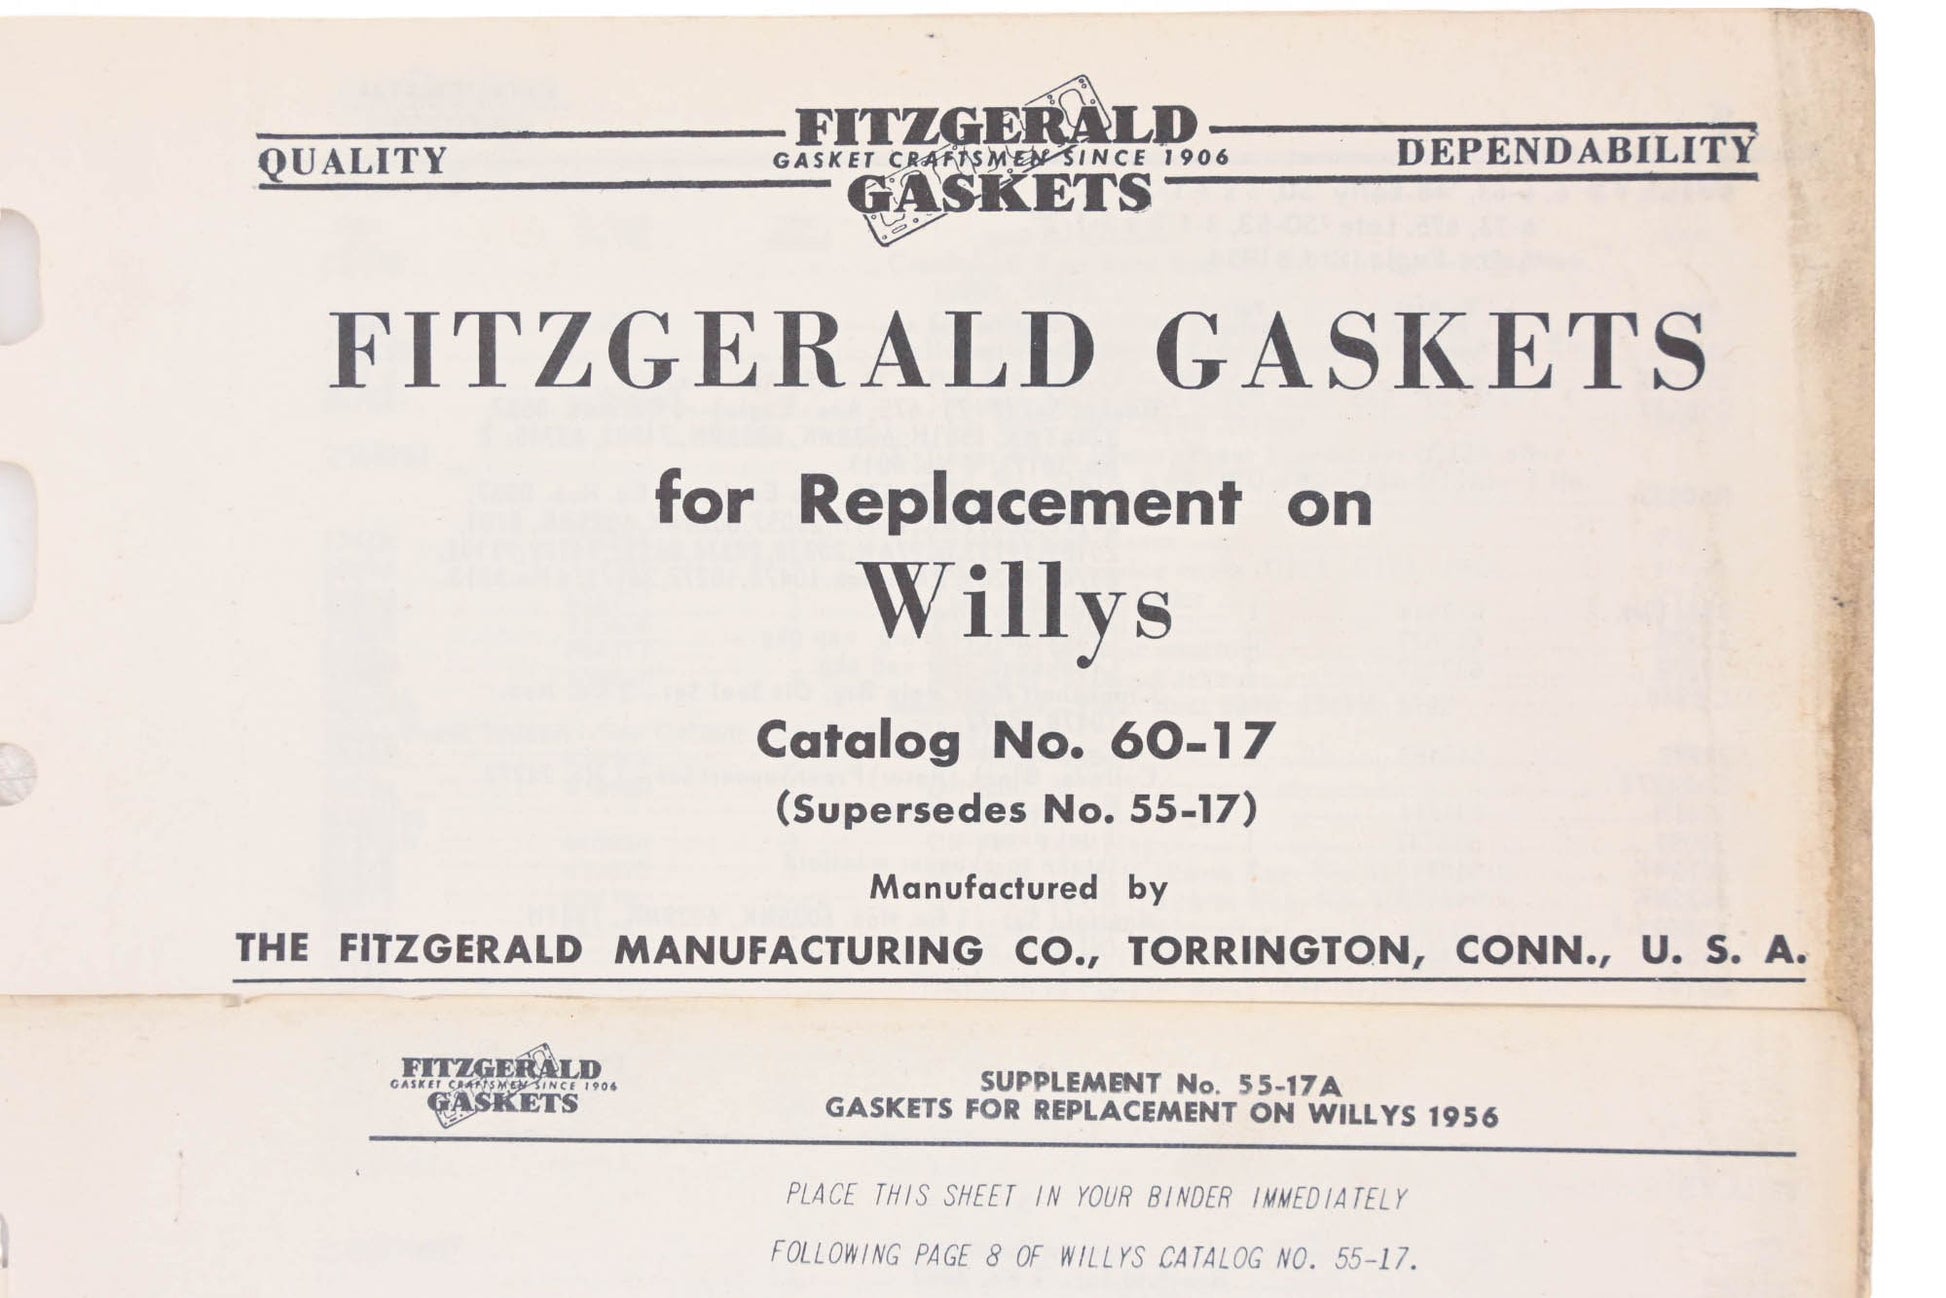 FITZGERALD
QUALITY GASKET CRAFTSMEN SINCE 1906 DEPENDABILITY
GASKETS
FITZGERALD GASKETS
for Replacement on
Willys
Catalog No. 60-17
(Supersedes No. 55-17)
Manufactured by
THE FITZGERALD MANUFACTURING CO., TORRINGTON, CONN., U. S. A.
FITZGERALD
GASKET CRAFTSMEN SINCE 1906
GASKETS
SUPPLEMENT No. 55-17A
GASKETS FOR REPLACEMENT ON WILLYS 1956
PLACE THIS SHEET IN YOUR BINDER IMMEDIATELY
FOLLOWING PAGE 8 OF WILLYS CATALOG NO. 55-17.